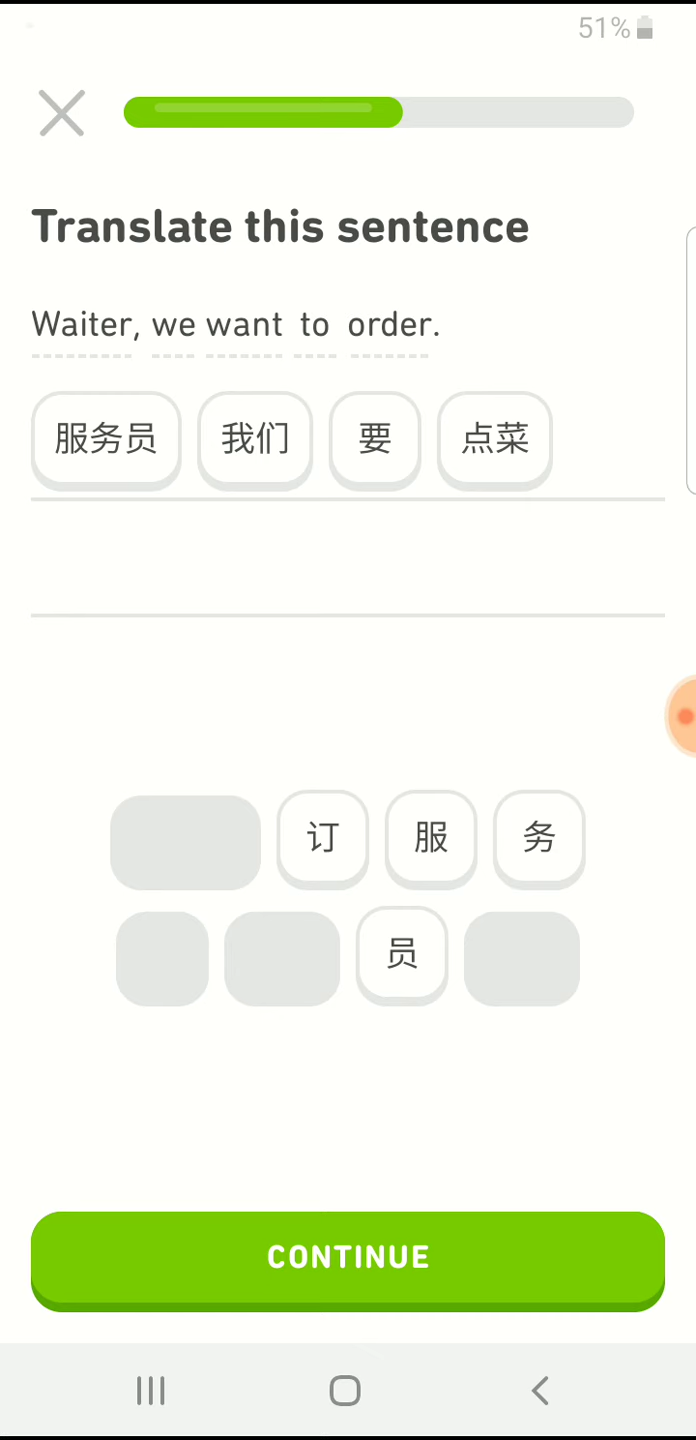 51%
Translate this sentence
Waiter, we want to order.
服务员 我们 要 点菜
订 服 务
员
CONTINUE